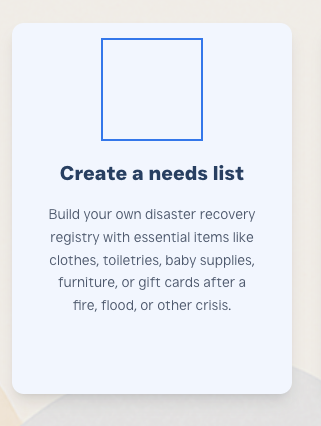 Create a needs list
Build your own disaster recovery
registry with essential items like
clothes, toiletries, baby supplies,
furniture, or gift cards after a
fire, flood, or other crisis.